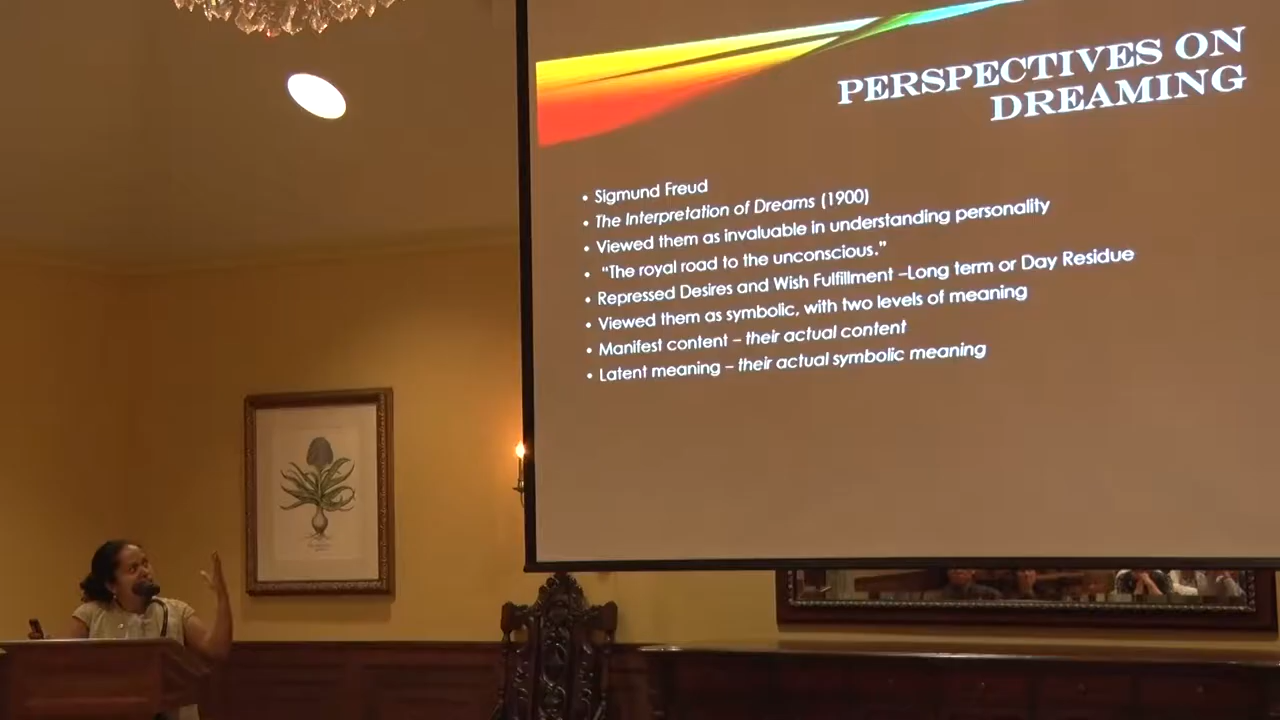 PERSPECTIVES ON
DREAMING
• Sigmund Freud
• The Interpretation of Dreams (1900)
• Viewed them as invaluable in understanding personality
• “The royal road to the unconscious.”
• Repressed Desires and Wish Fulfillment –Long term or Day Residue
• Viewed them as symbolic, with two levels of meaning
• Manifest content – their actual content
• Latent meaning – their actual symbolic meaning